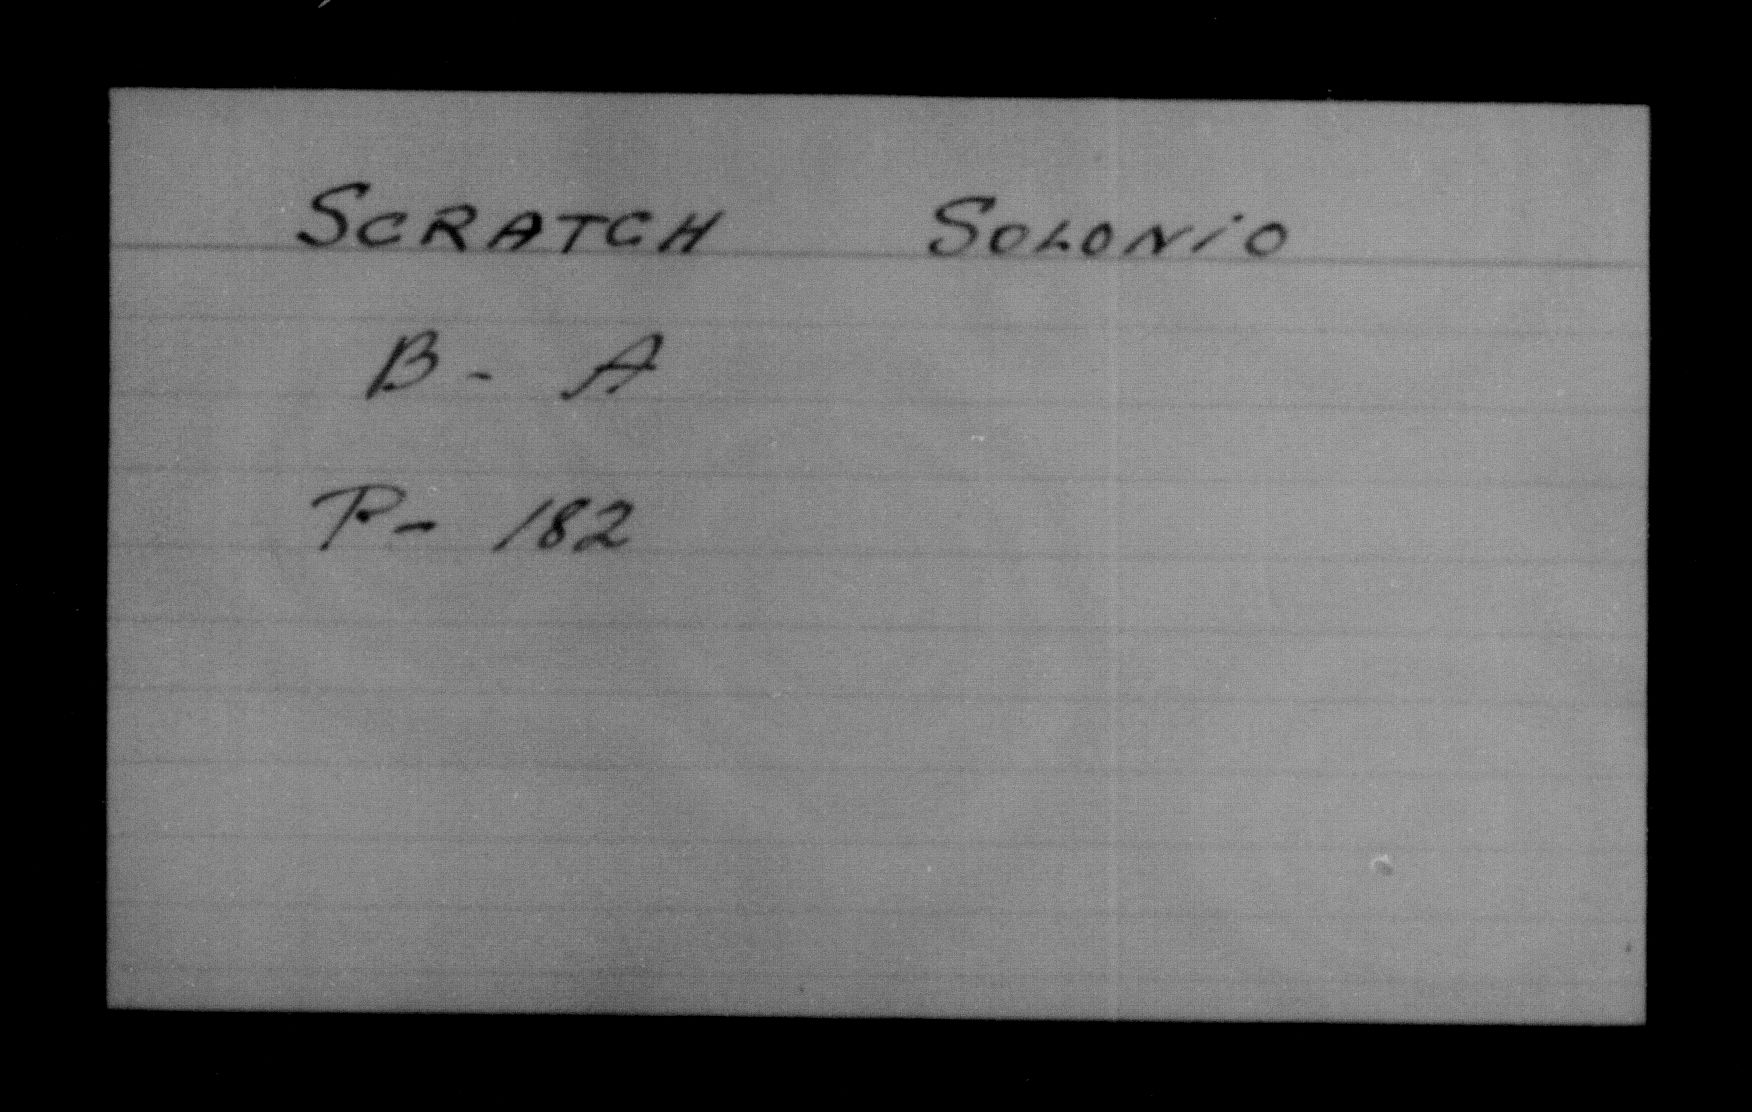 SCRATCH SOLONiO
B - A
P - 182